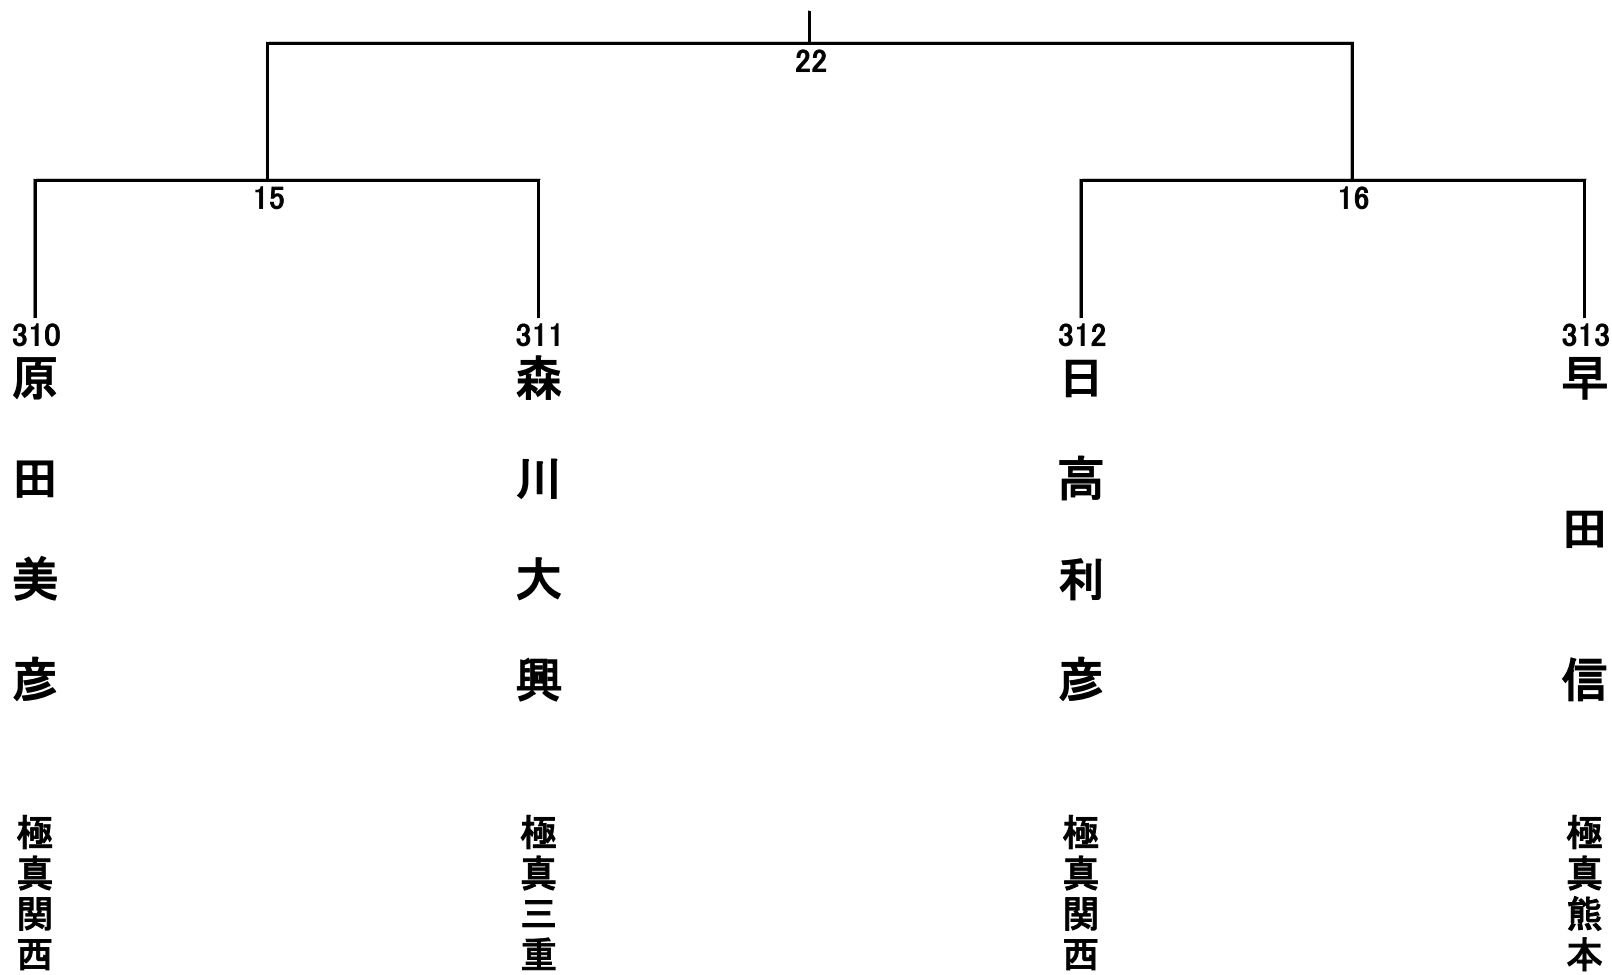 22
15
16
310
原田美彦
極真関西
311
森川大興
極真三重
312
日高利彦
極真関西
313
早田信
極真熊本